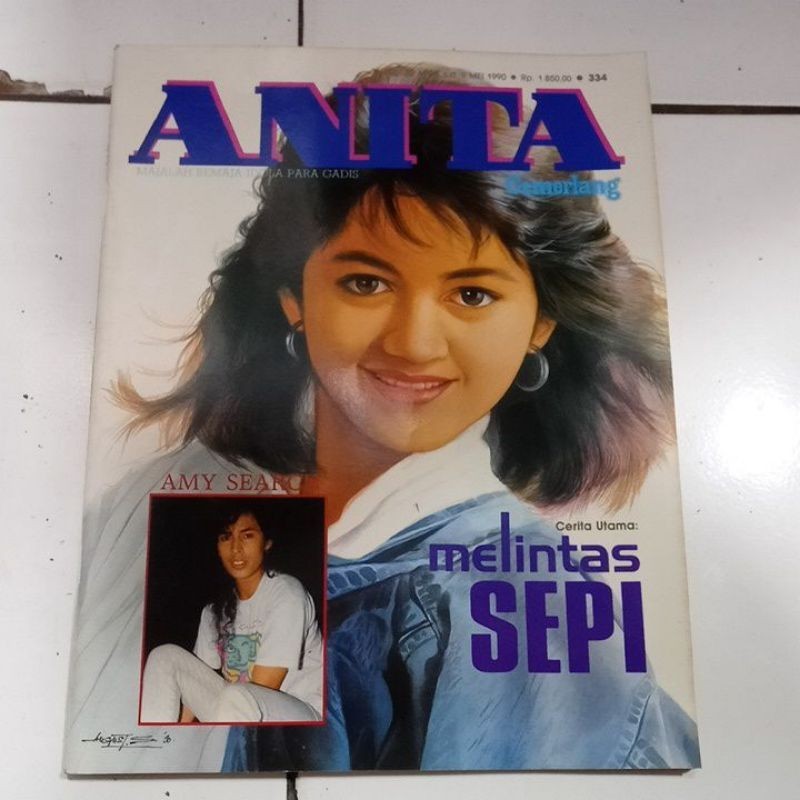 MEI 1990 • Rp. 1.850,00 • 334
ANITA
MAJALAH REMAJA IDOLA PARA GADIS
Cemerlang
AMY SEARCH
Cerita Utama:
melintas
SEPI